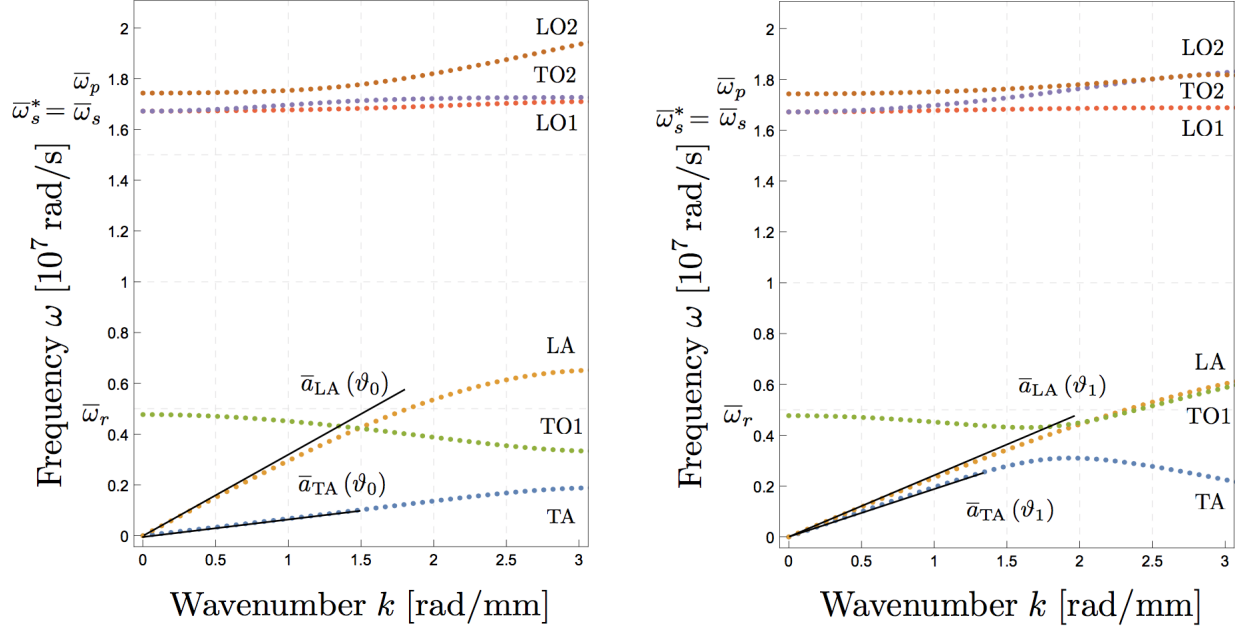 2
LO2
ω̅p
1.8
TO2
ω̅s* = ω̅s
1.6
LO1
1.4
1.2
1
0.8
LA
0.6
a̅LA (ϑ0)
ω̅r
0.4
TO1
a̅TA (ϑ0)
0.2
TA
0
0 0.5 1 1.5 2 2.5 3
Frequency ω [10^7 rad/s]
Wavenumber k [rad/mm]
2
LO2
ω̅p
1.8
TO2
ω̅s* = ω̅s
1.6
LO1
1.4
1.2
1
0.8
LA
0.6
a̅LA (ϑ1)
ω̅r
0.4
TO1
0.2
a̅TA (ϑ1)
TA
0
0 0.5 1 1.5 2 2.5 3
Frequency ω [10^7 rad/s]
Wavenumber k [rad/mm]